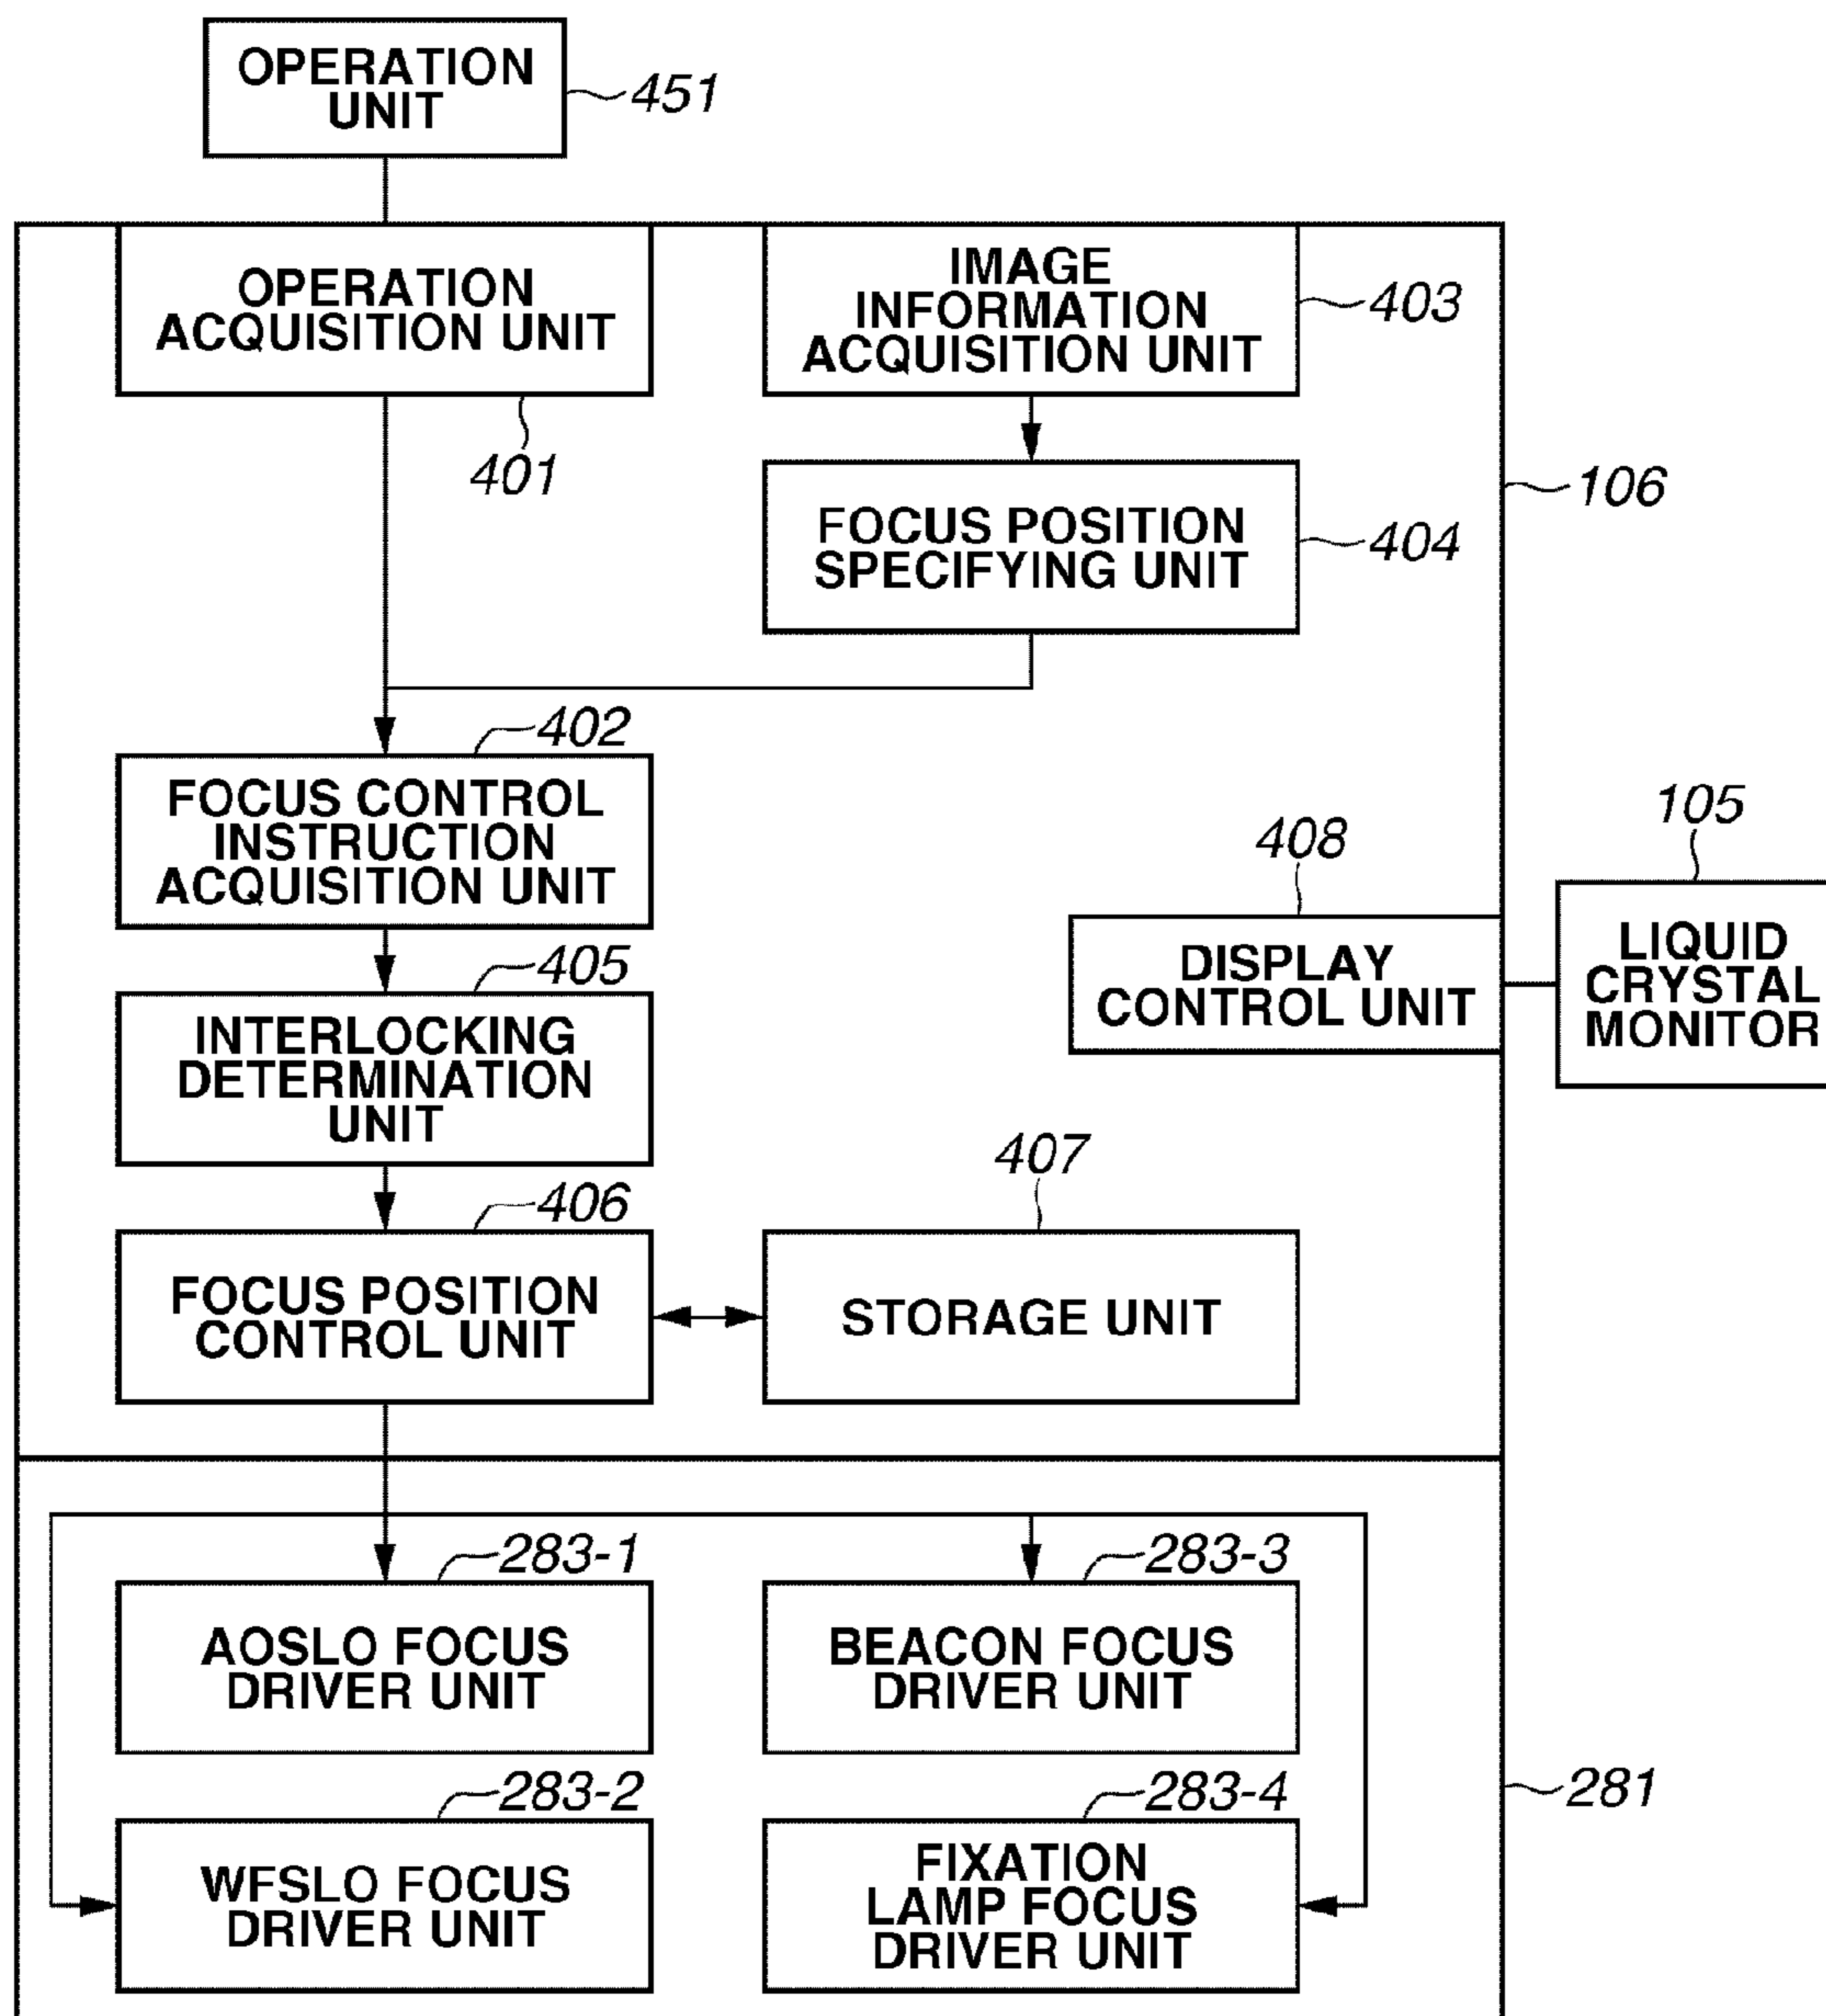 OPERATION
UNIT
451
OPERATION
ACQUISITION UNIT
401
IMAGE
INFORMATION
ACQUISITION UNIT
403
FOCUS POSITION
SPECIFYING UNIT
404
106
402
FOCUS CONTROL
INSTRUCTION
ACQUISITION UNIT
405
INTERLOCKING
DETERMINATION
UNIT
408
DISPLAY
CONTROL UNIT
105
LIQUID
CRYSTAL
MONITOR
406
FOCUS POSITION
CONTROL UNIT
407
STORAGE UNIT
283-1
AOSLO FOCUS
DRIVER UNIT
283-3
BEACON FOCUS
DRIVER UNIT
283-2
WFSLO FOCUS
DRIVER UNIT
283-4
FIXATION
LAMP FOCUS
DRIVER UNIT
281